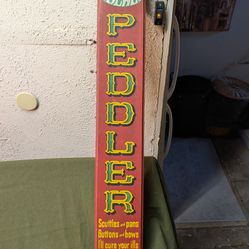 PEDDLER
Scuttles and pans
Buttons and bows
I'll cure your ills